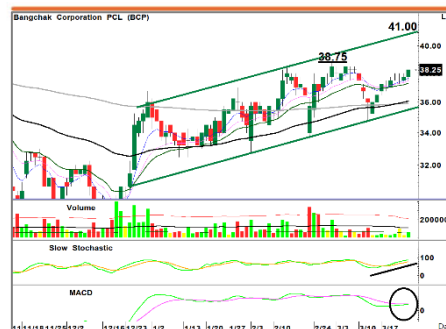 Bangchak Corporation PCL (BCP)
41.00
40.00
38.75
38.25
36.00
34.00
32.00
Volume
200000
Slow Stochastic
100
0
MACD
0